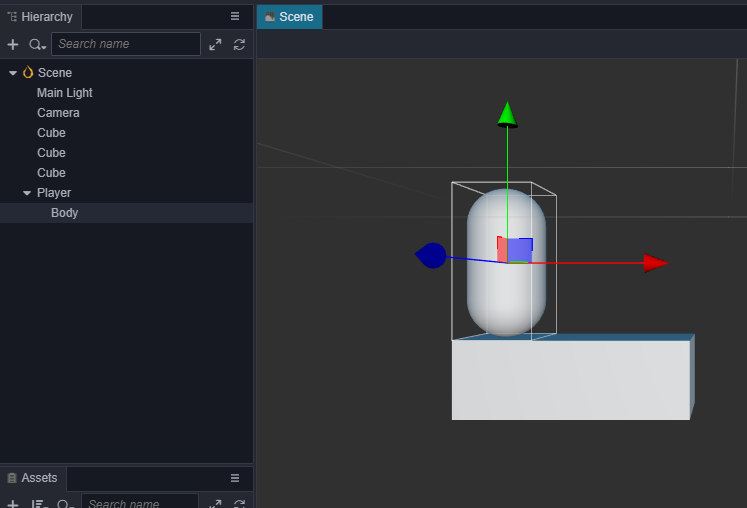 Hierarchy
Scene
Search name
Scene
Main Light
Camera
Cube
Cube
Cube
Player
Body
Assets
Search name